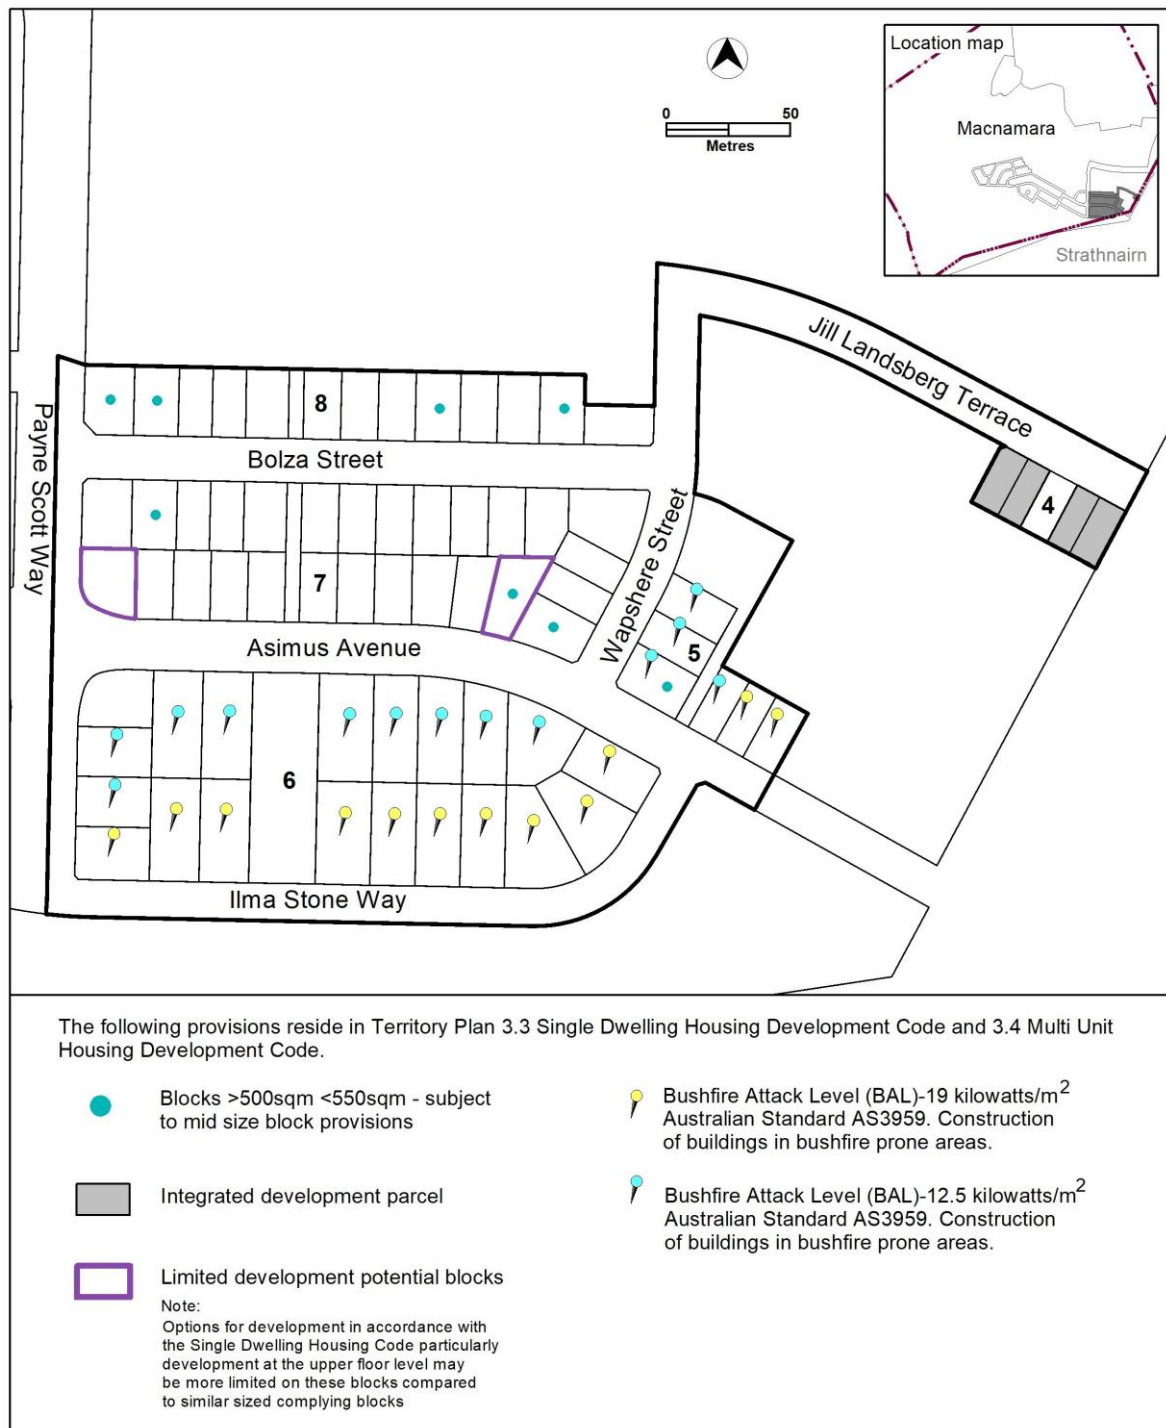 Location map
Macnamara
Strathnairn
0 50
Metres
Jill Landsberg Terrace
Payne Scott Way
8
Bolza Street
4
Wapshere Street
7
Asimus Avenue
5
6
Ilma Stone Way
The following provisions reside in Territory Plan 3.3 Single Dwelling Housing Development Code and 3.4 Multi Unit
Housing Development Code.
Blocks >500sqm <550sqm - subject
to mid size block provisions
Integrated development parcel
Limited development potential blocks
Note:
Options for development in accordance with
the Single Dwelling Housing Code particularly
development at the upper floor level may
be more limited on these blocks compared
to similar sized complying blocks
Bushfire Attack Level (BAL)-19 kilowatts/m²
Australian Standard AS3959. Construction
of buildings in bushfire prone areas.
Bushfire Attack Level (BAL)-12.5 kilowatts/m²
Australian Standard AS3959. Construction
of buildings in bushfire prone areas.